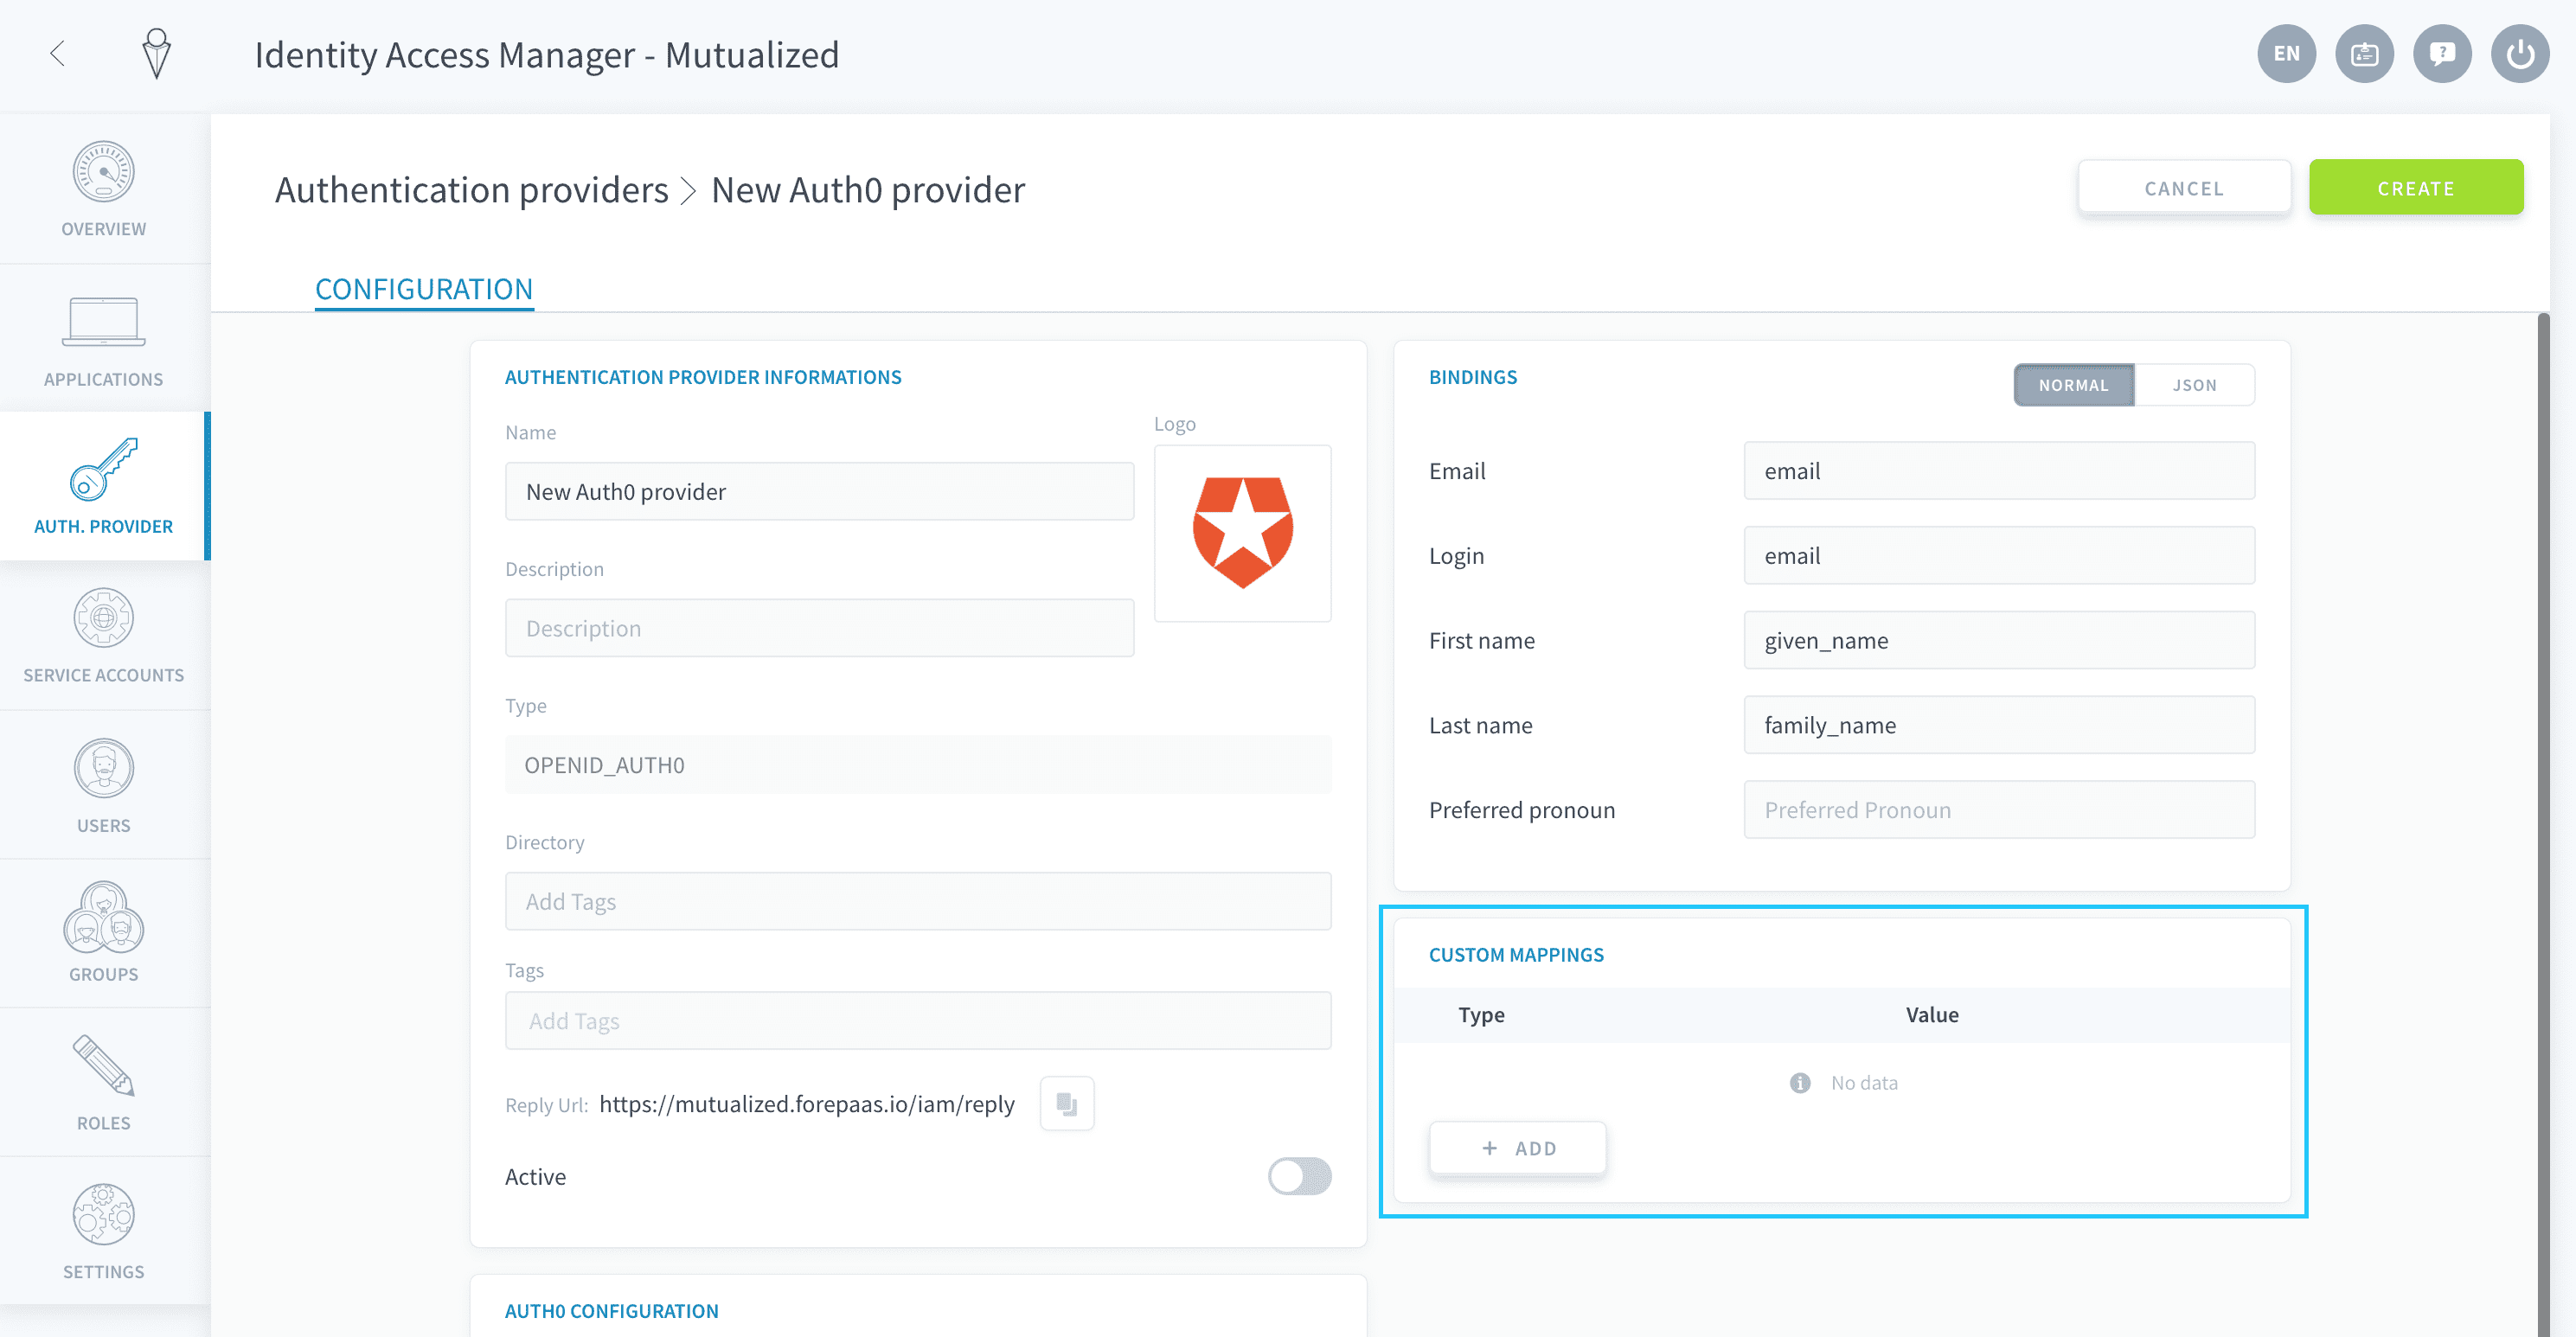 Identity Access Manager - Mutualized
EN
OVERVIEW
APPLICATIONS
AUTH. PROVIDER
SERVICE ACCOUNTS
USERS
GROUPS
ROLES
SETTINGS
Authentication providers > New Auth0 provider
CANCEL
CREATE
CONFIGURATION
AUTHENTICATION PROVIDER INFORMATIONS
Name
New Auth0 provider
Logo
Description
Description
Type
OPENID_AUTH0
Directory
Add Tags
Tags
Add Tags
Reply Url: https://mutualized.forepaas.io/iam/reply
Active
AUTH0 CONFIGURATION
BINDINGS
NORMAL
JSON
Email
email
Login
email
First name
given_name
Last name
family_name
Preferred pronoun
Preferred Pronoun
CUSTOM MAPPINGS
Type
Value
No data
+ ADD